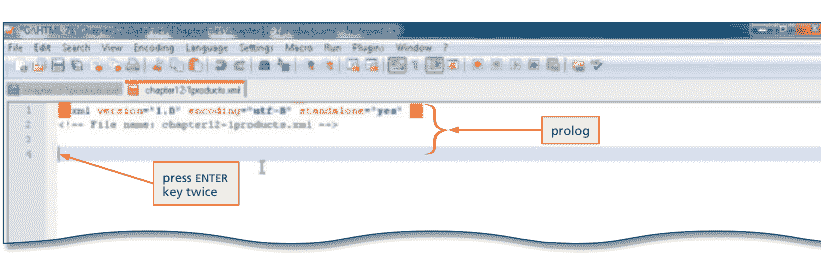 File Edit Search View Encoding Language Settings Macro Run Plugins Window ?
chapter12-1products.xml
1 xml version="1.0" encoding="utf-8" standalone="yes"
2 <!-- File name: chapter12-1products.xml -->
3
4
prolog
press ENTER
key twice